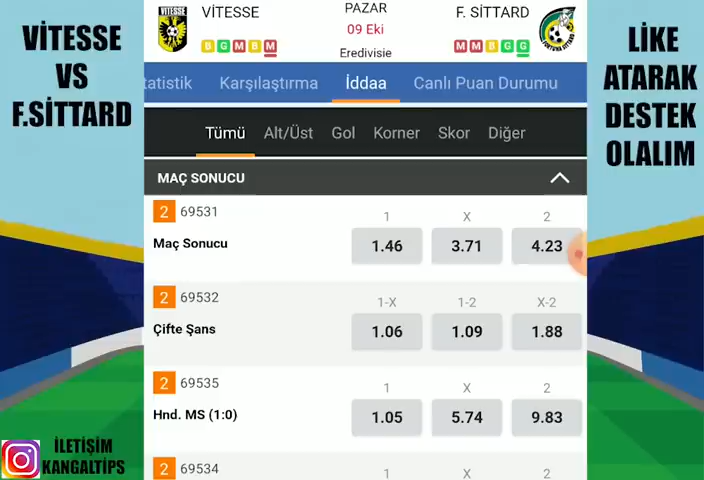 VİTESSE
VS
F.SİTTARD
VİTESSE
B G M B M
PAZAR
09 Eki
Eredivisie
F. SİTTARD
M M B G G
LİKE
ATARAK
DESTEK
OLALIM
tatistik Karşılaştırma İddaa Canlı Puan Durumu
Tümü Alt/Üst Gol Korner Skor Diğer
MAÇ SONUCU
2 69531
1 X 2
Maç Sonucu 1.46 3.71 4.23
2 69532
1-X 1-2 X-2
Çifte Şans 1.06 1.09 1.88
2 69535
1 X 2
Hnd. MS (1:0) 1.05 5.74 9.83
2 69534
1 X 2
İLETİŞİM
KANGALTİPS